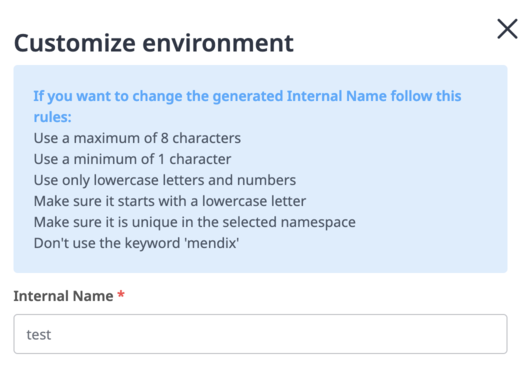 Customize environment
If you want to change the generated Internal Name follow this
rules:
Use a maximum of 8 characters
Use a minimum of 1 character
Use only lowercase letters and numbers
Make sure it starts with a lowercase letter
Make sure it is unique in the selected namespace
Don't use the keyword 'mendix'
Internal Name *
test